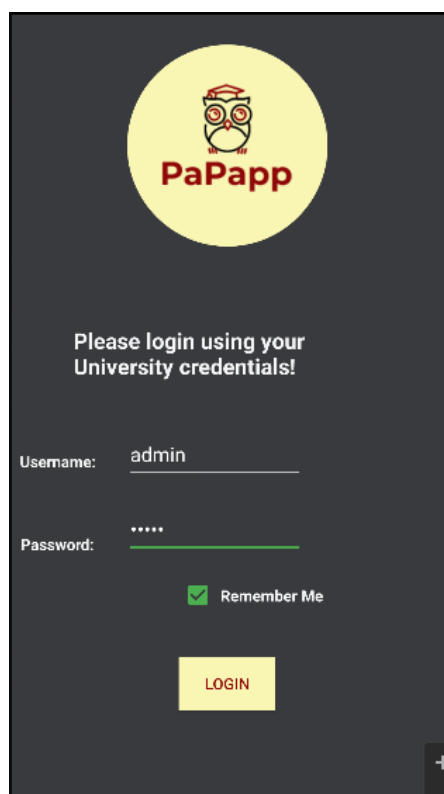 PaPapp
Please login using your
University credentials!
Username:
admin
Password:
•••••
Remember Me
LOGIN